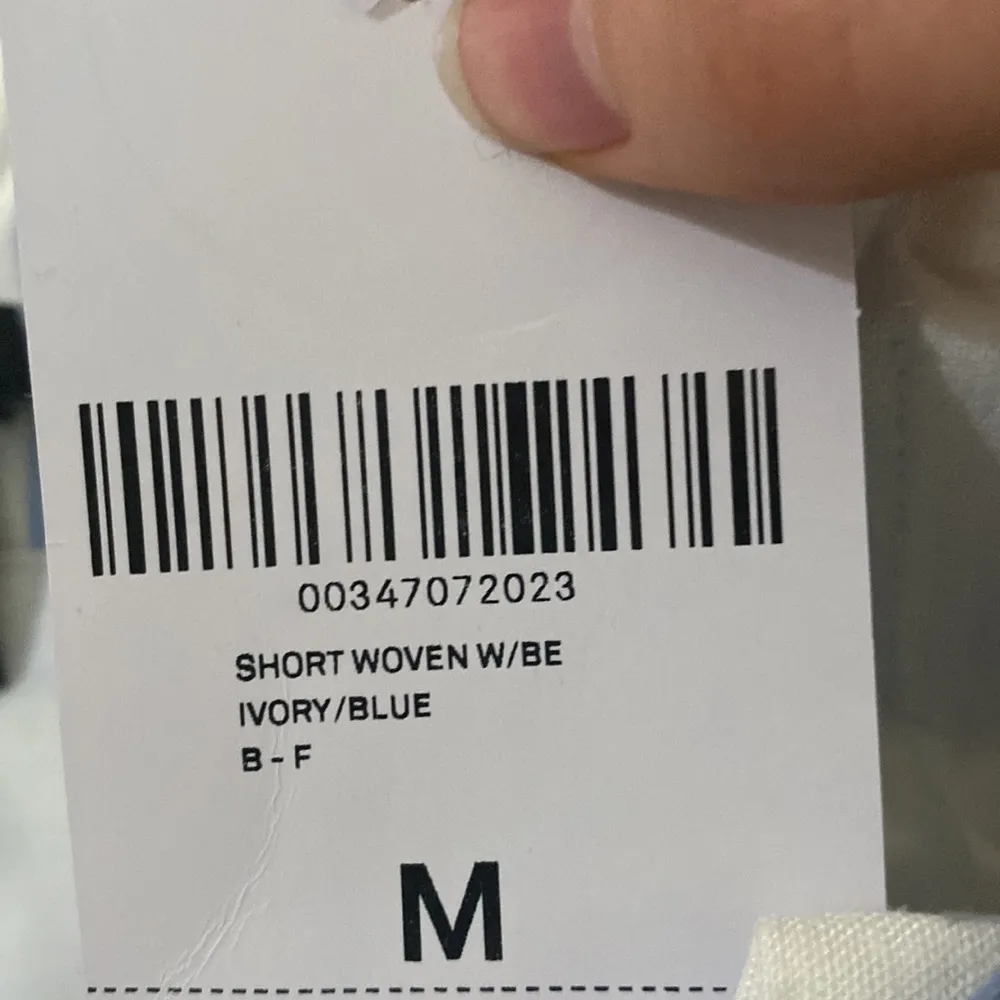 00347072023
SHORT WOVEN W/BE
IVORY/BLUE
B - F
M